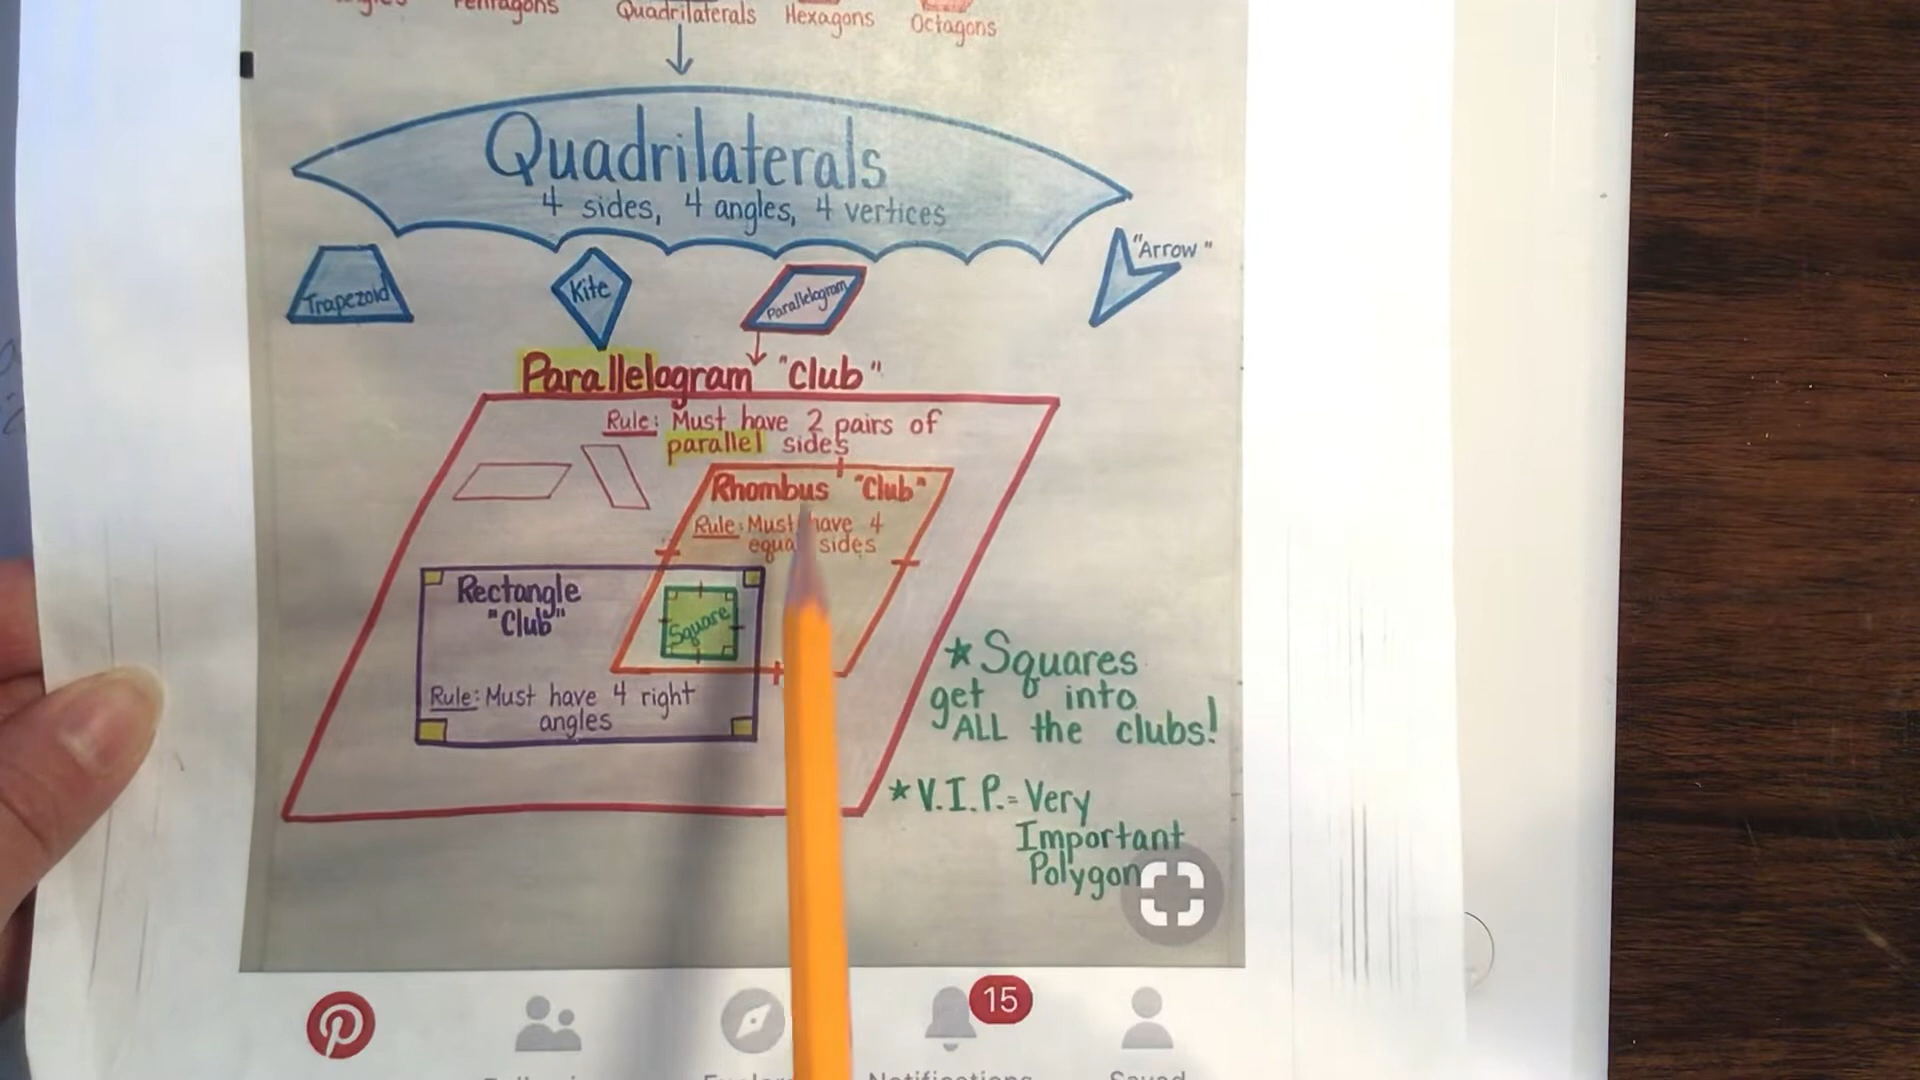 Quadrilaterals
Hexagons
Octagons
Quadrilaterals
4 sides, 4 angles, 4 vertices
Trapezoid
Kite
Parallelogram
"Arrow"
Parallelogram "Club"
Rule: Must have 2 pairs of
parallel sides
Rhombus "Club"
Rule: Must have 4
equal sides
Rectangle
"Club"
Square
Rule: Must have 4 right
angles
*Squares
get into
ALL the clubs!
*V.I.P. = Very
Important
Polygon
15
Notifications
Saved